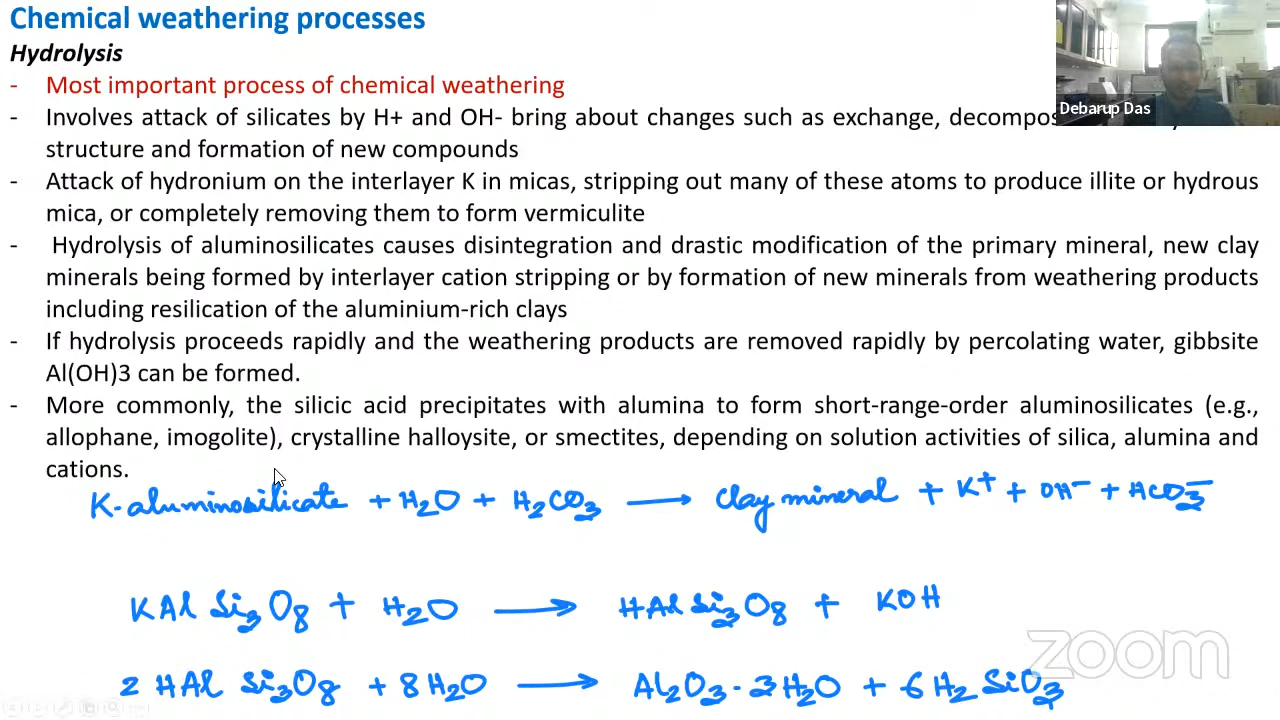 Chemical weathering processes
Hydrolysis
- Most important process of chemical weathering
- Involves attack of silicates by H+ and OH- bring about changes such as exchange, decompos
structure and formation of new compounds
- Attack of hydronium on the interlayer K in micas, stripping out many of these atoms to produce illite or hydrous
mica, or completely removing them to form vermiculite
- Hydrolysis of aluminosilicates causes disintegration and drastic modification of the primary mineral, new clay
minerals being formed by interlayer cation stripping or by formation of new minerals from weathering products
including resilication of the aluminium-rich clays
- If hydrolysis proceeds rapidly and the weathering products are removed rapidly by percolating water, gibbsite
Al(OH)3 can be formed.
- More commonly, the silicic acid precipitates with alumina to form short-range-order aluminosilicates (e.g.,
allophane, imogolite), crystalline halloysite, or smectites, depending on solution activities of silica, alumina and
cations.
K-aluminosilicate + H₂O + H₂CO₃ ⟶ clay mineral + K⁺ + OH⁻ + HCO₃⁻
KAl Si₃O₈ + H₂O ⟶ HAl Si₃O₈ + KOH
2 HAl Si₃O₈ + 8H₂O ⟶ Al₂O₃·3H₂O + 6H₂SiO₃
Debarup Das
zoom